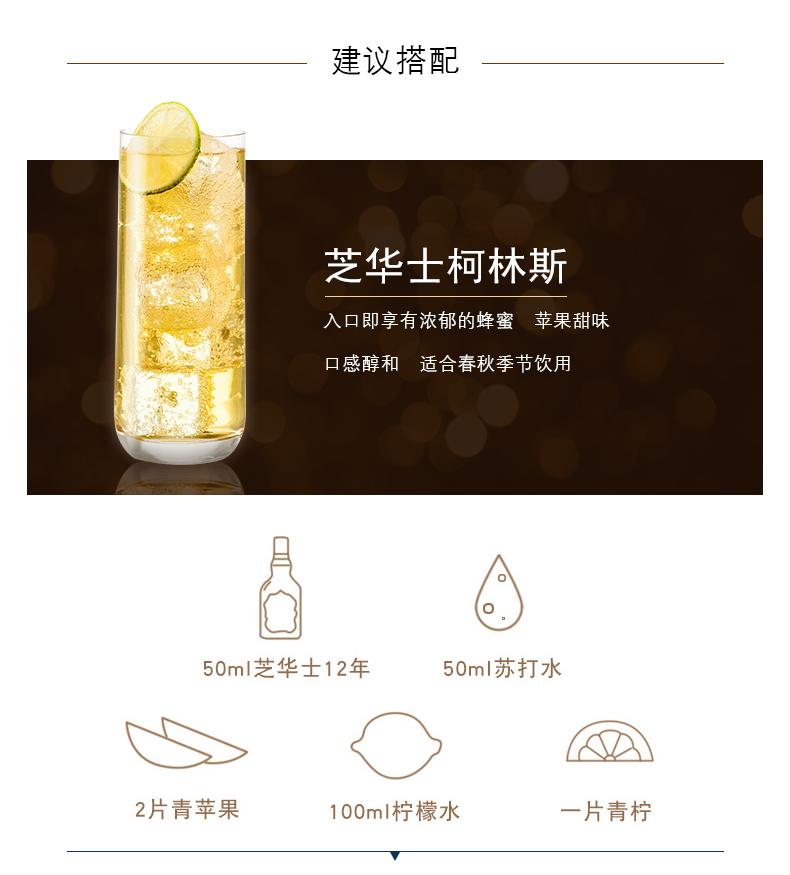 建议搭配
芝华士柯林斯
入口即享有浓郁的蜂蜜 苹果甜味
口感醇和 适合春秋季节饮用
50ml芝华士12年
50ml苏打水
2片青苹果
100ml柠檬水
一片青柠